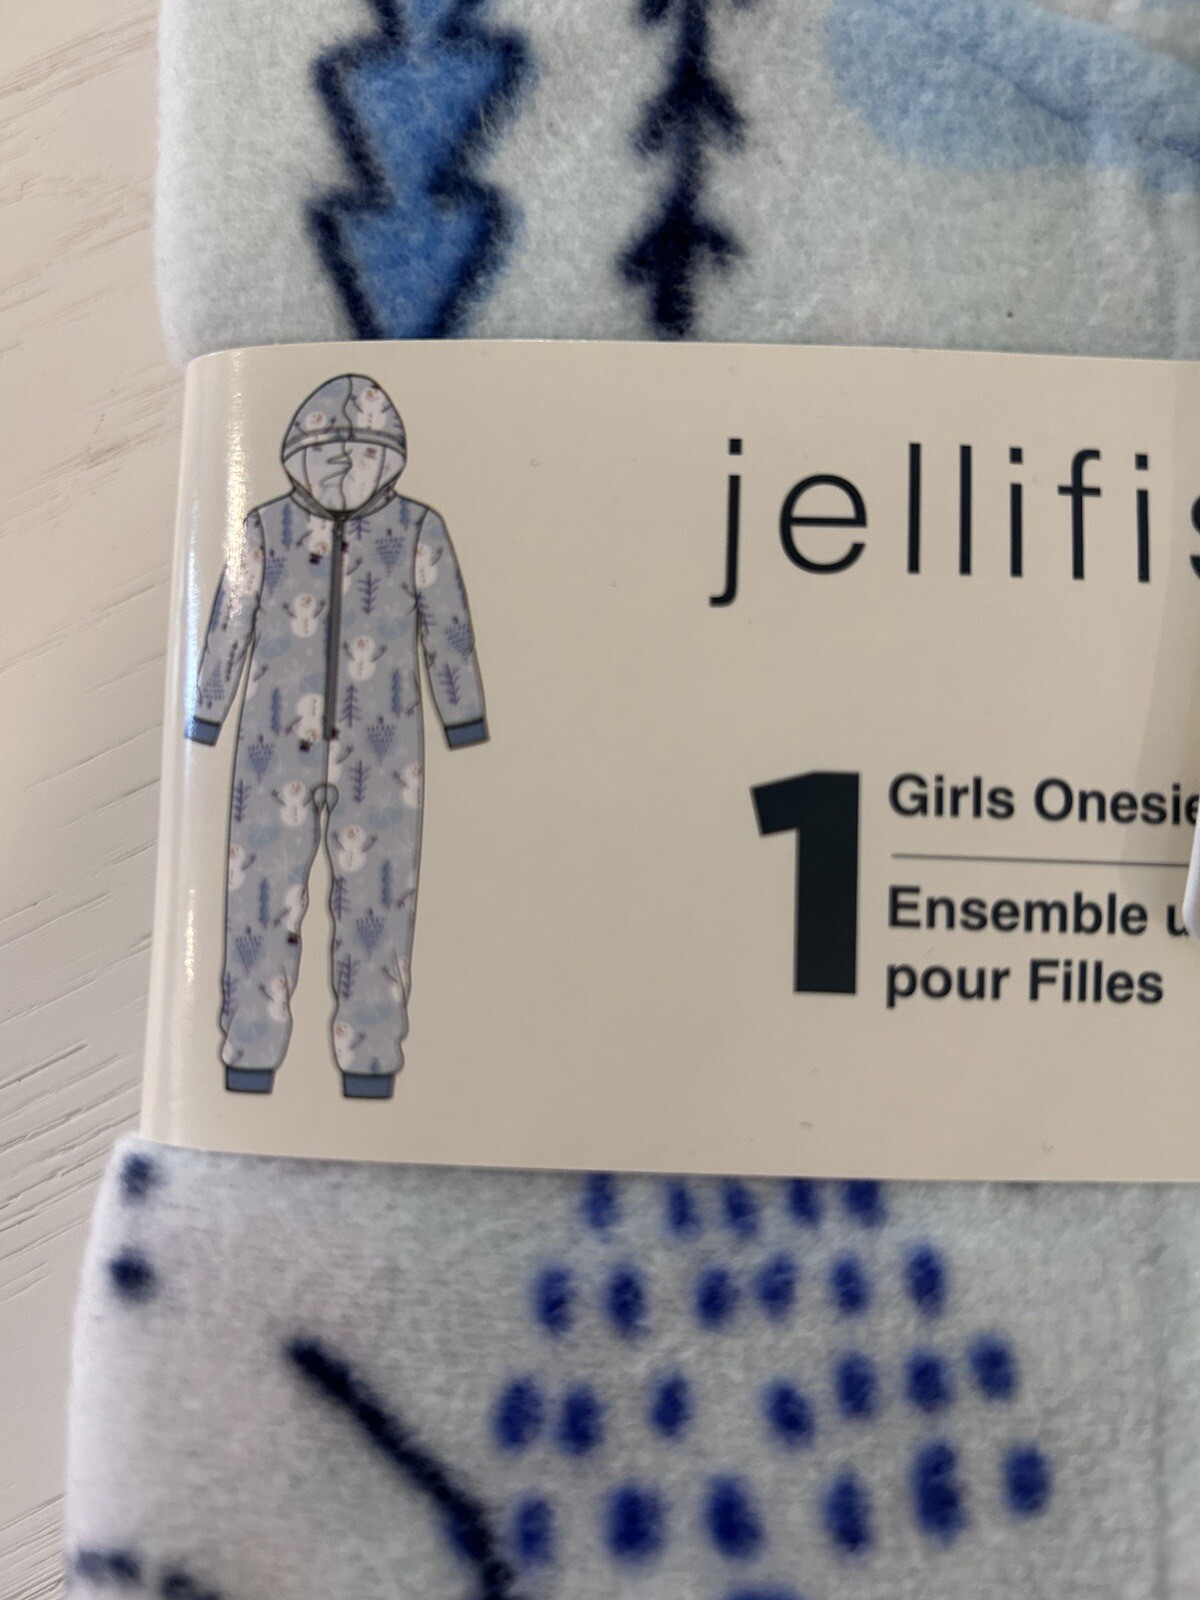 jellifis
1
Girls Onesie
Ensemble u
pour Filles